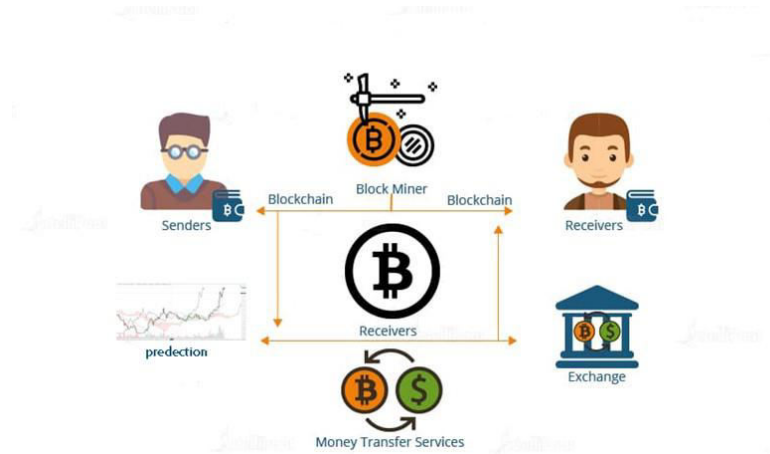 Block Miner
Blockchain
Blockchain
Senders
Receivers
Receivers
predection
Exchange
Money Transfer Services